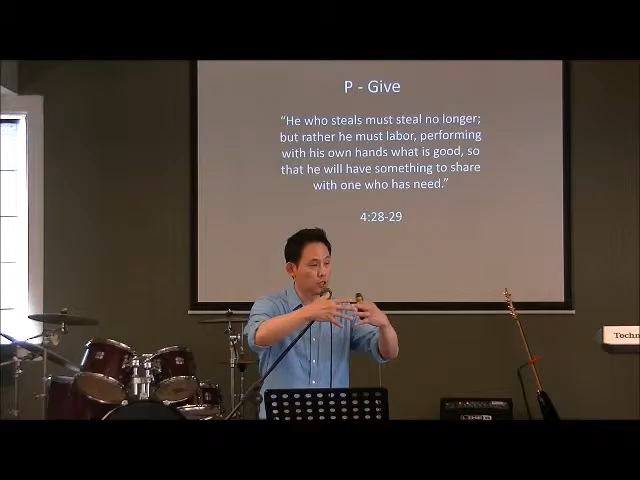 P - Give
“He who steals must steal no longer;
but rather he must labor, performing
with his own hands what is good, so
that he will have something to share
with one who has need.”
4:28-29
Techn
LINE 6